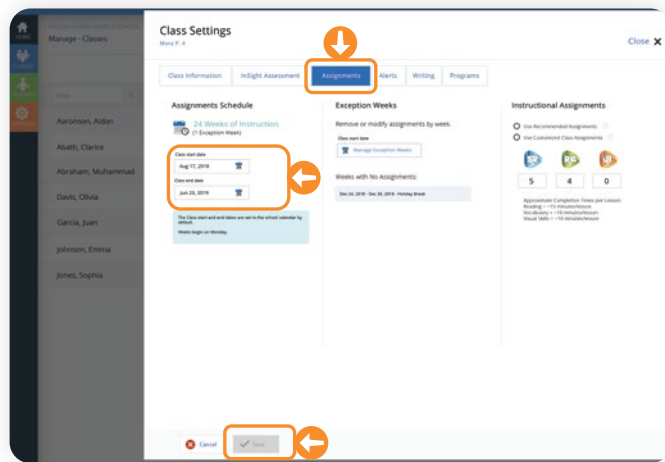 HOME
Manage - Classes
Aaronson, Aidan
Abatti, Clarice
Abraham, Muhammad
Davis, Olivia
Garcia, Juan
Johnson, Emma
Jones, Sophia
Class Settings
Mora P. 4
Close X
Class Information
InSight Assessment
Assignments
Alerts
Writing
Programs
Assignments Schedule
24 Weeks of Instruction
(1 Exception Week)
Class start date
Aug 17, 2018
Class end date
Jun 23, 2019
The Class start and end dates are set to the school calendar by
default.
Weeks begin on Monday.
Exception Weeks
Remove or modify assignments by week.
Class start date
Manage Exception Weeks
Weeks with No Assignments:
Dec 24, 2018 - Dec 30, 2018 - Holiday Break
Instructional Assignments
Use Recommended Assignments
Use Customized Class Assignments
SR
RA
5
4
0
Approximate Completion Times per Lesson:
Reading = ~15 minutes/lesson
Vocabulary = ~10 minutes/lesson
Visual Skills = ~10 minutes/lesson
Cancel
Save